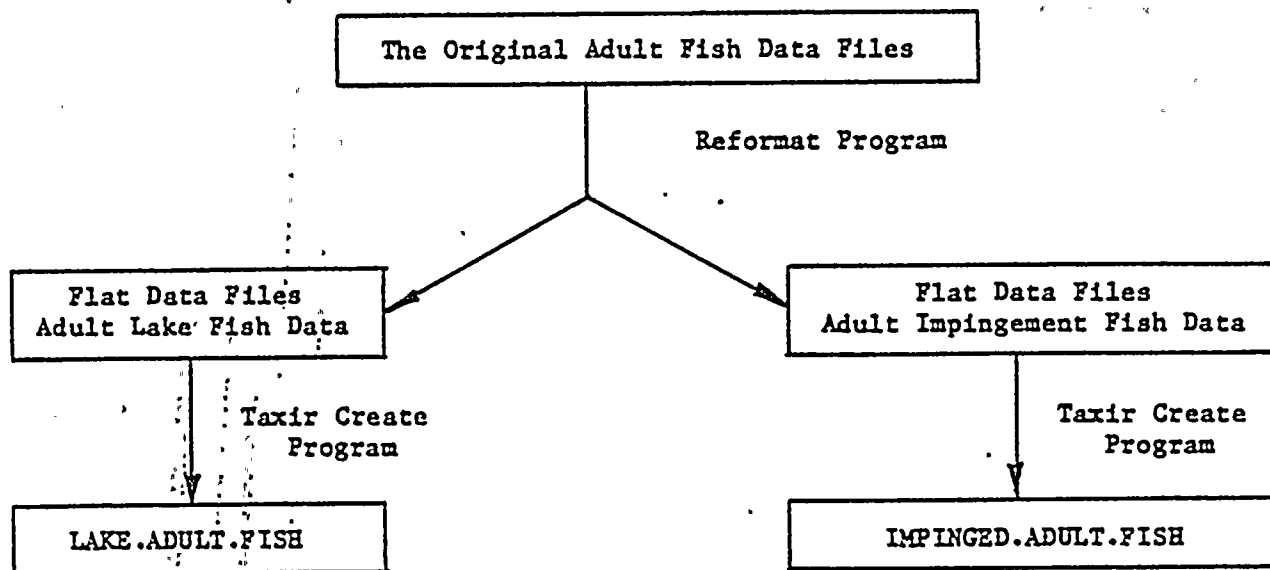 The Original Adult Fish Data Files
Reformat Program
Flat Data Files
Adult Lake Fish Data
Flat Data Files
Adult Impingement Fish Data
Taxir Create
Program
Taxir Create
Program
LAKE.ADULT.FISH
IMPINGED.ADULT.FISH